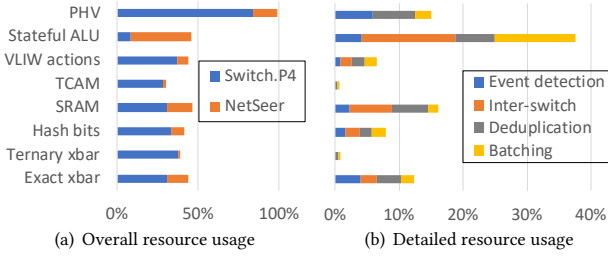 PHV
Stateful ALU
VLIW actions
TCAM
SRAM
Hash bits
Ternary xbar
Exact xbar
Switch.P4
NetSeer
0% 50% 100%
(a) Overall resource usage
Event detection
Inter-switch
Deduplication
Batching
0% 10% 20% 30% 40%
(b) Detailed resource usage